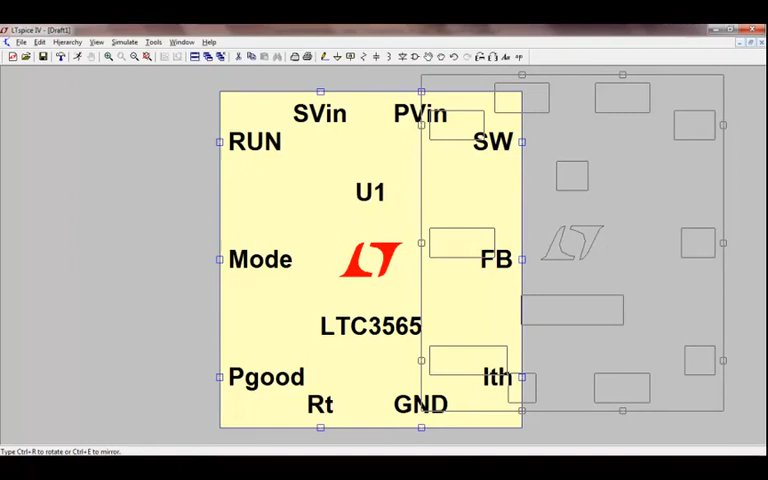 LTspice IV - [Draft1]
File Edit Hierarchy View Simulate Tools Window Help
SVin PVin
RUN SW
U1
Mode FB
LTC3565
Pgood Ith
Rt GND
Type Ctrl+R to rotate or Ctrl+E to mirror.